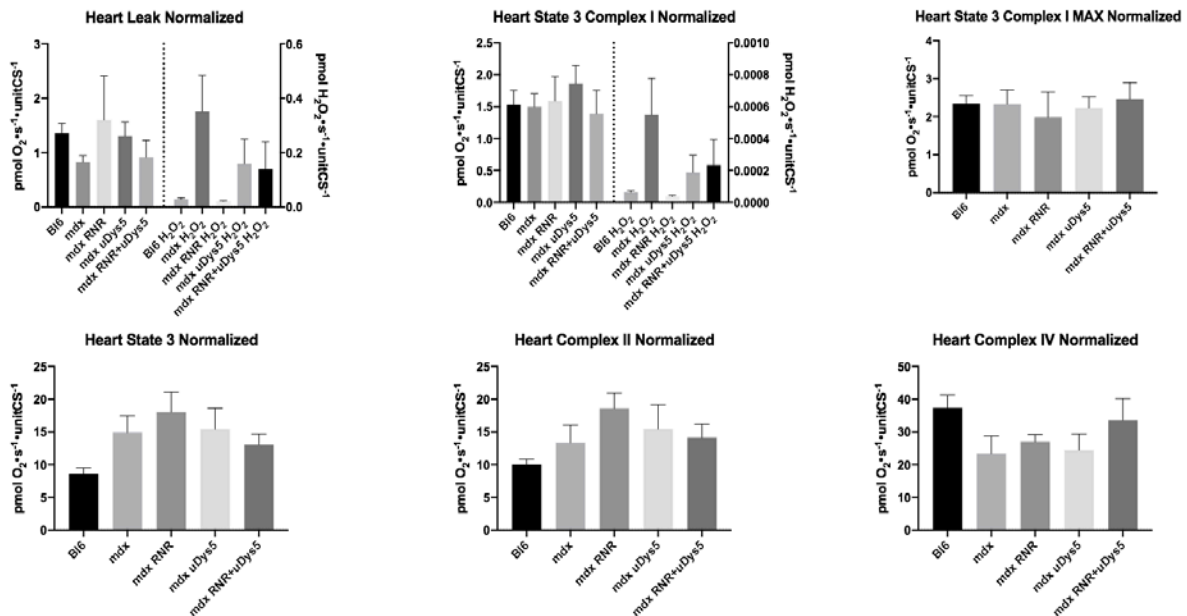 Heart Leak Normalized
pmol O₂•s⁻¹•unitCS⁻¹
3
2
1
0
0.6
0.4
0.2
0.0
pmol H₂O₂•s⁻¹•unitCS⁻¹
Bl6
mdx
mdx RNR
mdx uDys5
mdx RNR+uDys5
Bl6 H₂O₂
mdx H₂O₂
mdx RNR H₂O₂
mdx uDys5 H₂O₂
mdx RNR+uDys5 H₂O₂
Heart State 3 Complex I Normalized
pmol O₂•s⁻¹•unitCS⁻¹
2.5
2.0
1.5
1.0
0.5
0.0
0.0010
0.0008
0.0006
0.0004
0.0002
0.0000
pmol H₂O₂•s⁻¹•unitCS⁻¹
Bl6
mdx
mdx RNR
mdx uDys5
mdx RNR+uDys5
Bl6 H₂O₂
mdx H₂O₂
mdx RNR H₂O₂
mdx uDys5 H₂O₂
mdx RNR+uDys5 H₂O₂
Heart State 3 Complex I MAX Normalized
pmol O₂•s⁻¹•unitCS⁻¹
4
3
2
1
0
Bl6
mdx
mdx RNR
mdx uDys5
mdx RNR+uDys5
Heart State 3 Normalized
pmol O₂•s⁻¹•unitCS⁻¹
25
20
15
10
5
0
Bl6
mdx
mdx RNR
mdx uDys5
mdx RNR+uDys5
Heart Complex II Normalized
pmol O₂•s⁻¹•unitCS⁻¹
25
20
15
10
5
0
Bl6
mdx
mdx RNR
mdx uDys5
mdx RNR+uDys5
Heart Complex IV Normalized
pmol O₂•s⁻¹•unitCS⁻¹
50
40
30
20
10
0
Bl6
mdx
mdx RNR
mdx uDys5
mdx RNR+uDys5